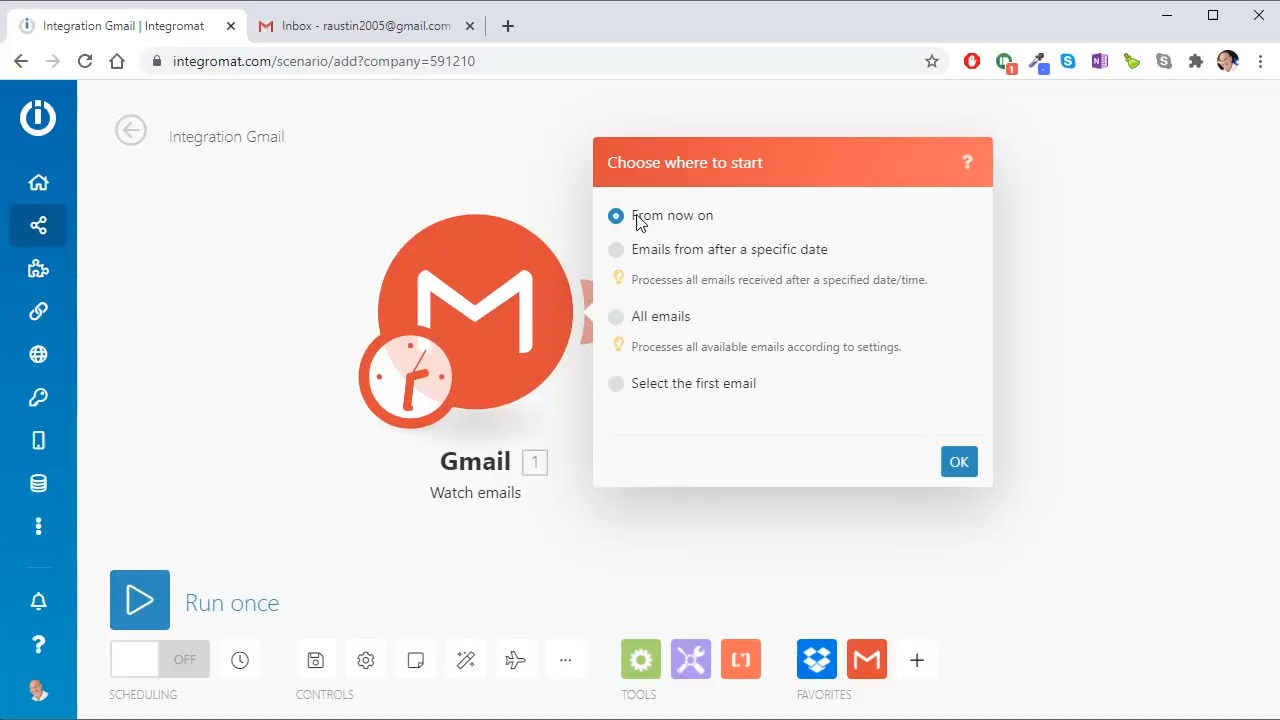 Integration Gmail | Integromat
Inbox - raustin2005@gmail.com
integromat.com/scenario/add?company=591210
1
-
Integration Gmail
Choose where to start
?
From now on
Emails from after a specific date
Processes all emails received after a specified date/time.
All emails
Processes all available emails according to settings.
Select the first email
OK
Gmail 1
Watch emails
Run once
OFF
SCHEDULING
CONTROLS
TOOLS
FAVORITES